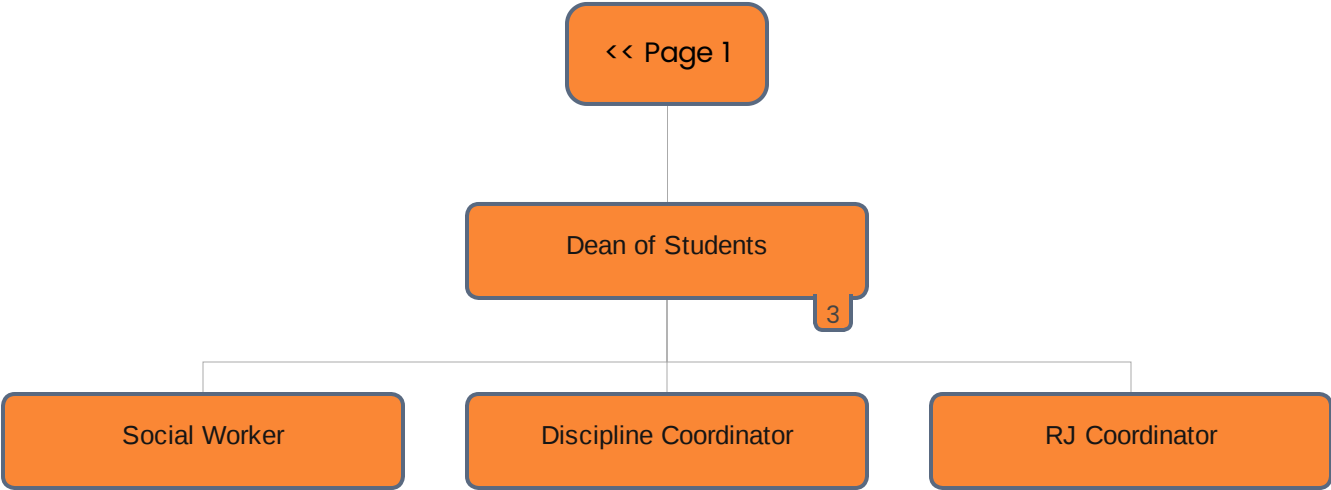 << Page 1
Dean of Students
3
Social Worker
Discipline Coordinator
RJ Coordinator